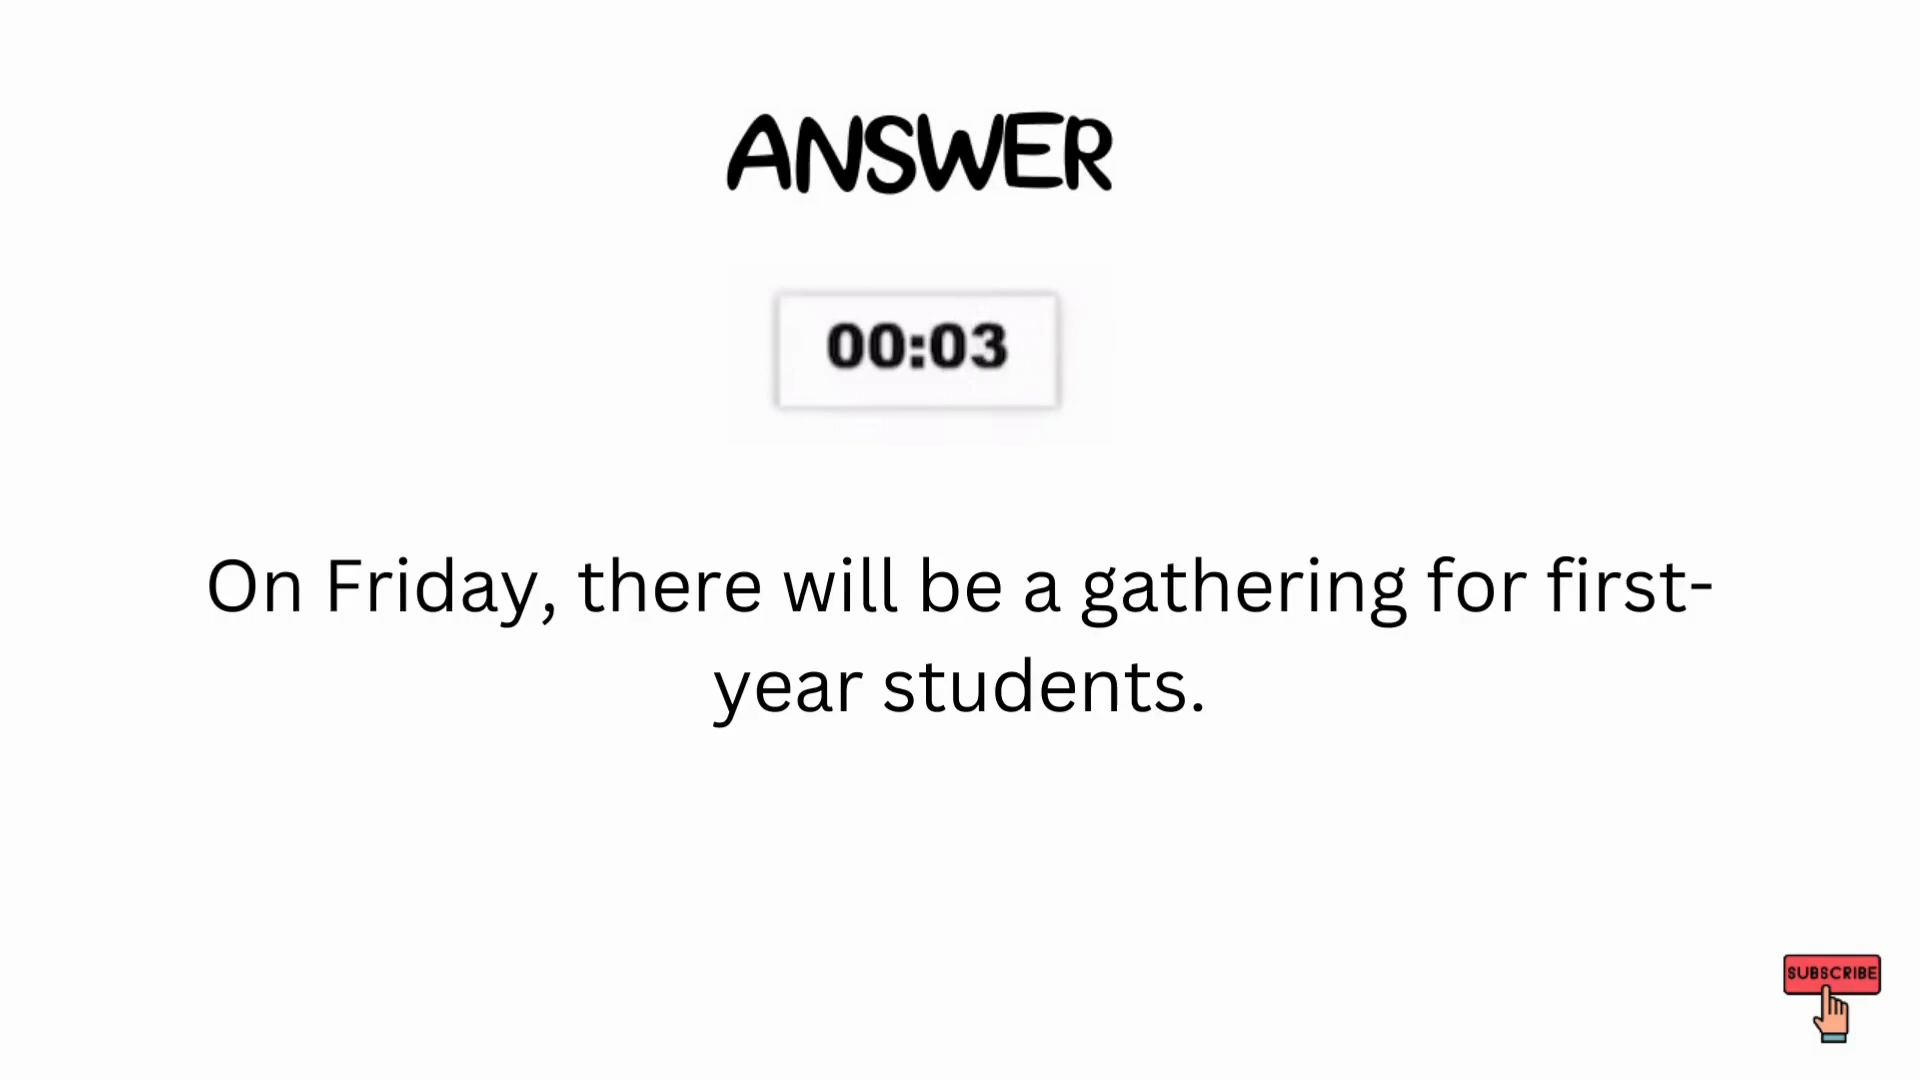 ANSWER
00:03
On Friday, there will be a gathering for first-
year students.
SUBSCRIBE